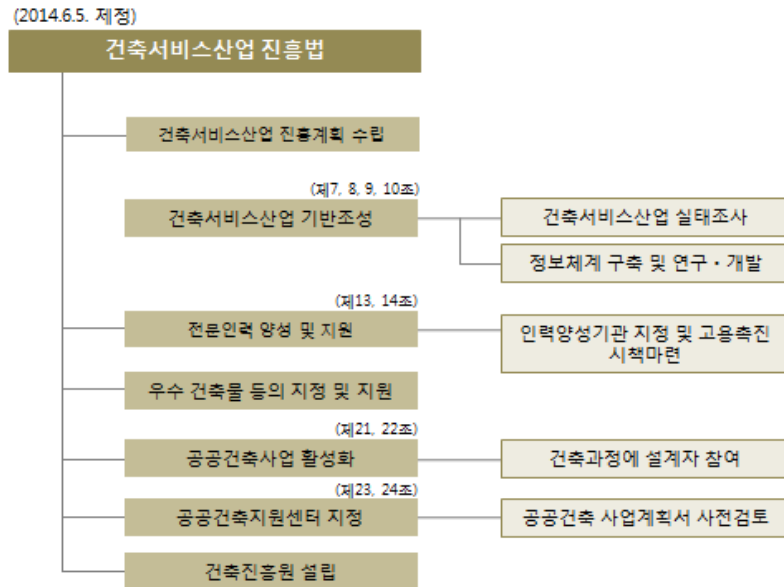 (2014.6.5. 제정)
건축서비스산업 진흥법
건축서비스산업 진흥계획 수립
(제7, 8, 9, 10조)
건축서비스산업 기반조성
건축서비스산업 실태조사
정보체계 구축 및 연구・개발
(제13, 14조)
전문인력 양성 및 지원
인력양성기관 지정 및 고용촉진
시책마련
우수 건축물 등의 지정 및 지원
(제21, 22조)
공공건축사업 활성화
건축과정에 설계자 참여
(제23, 24조)
공공건축지원센터 지정
공공건축 사업계획서 사전검토
건축진흥원 설립